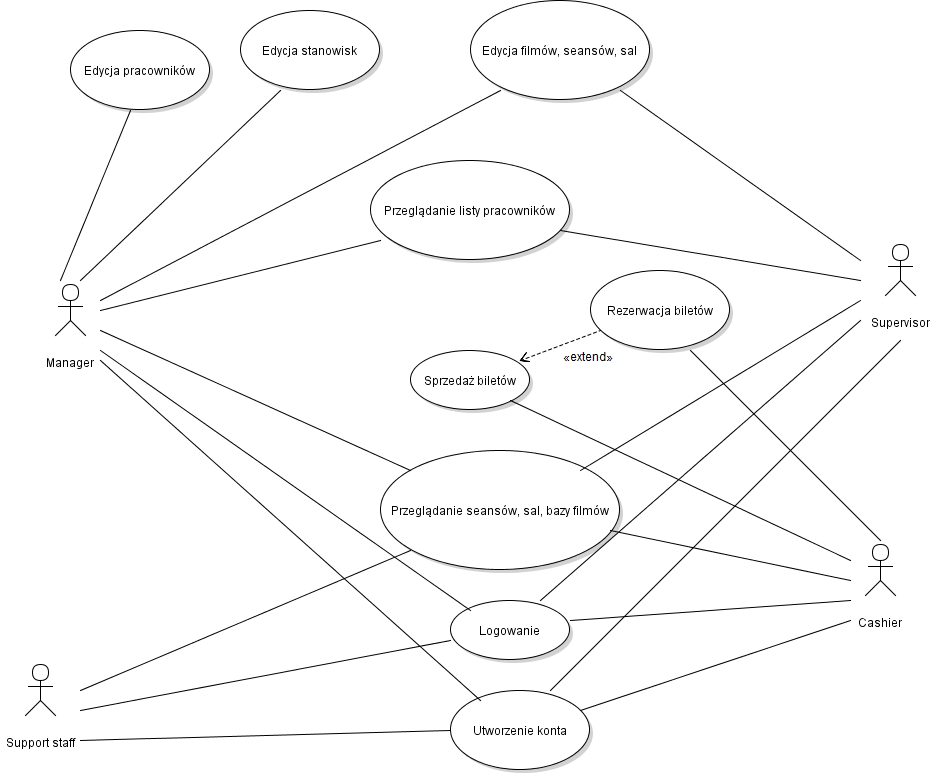 Edycja stanowisk
Edycja filmów, seansów, sal
Edycja pracowników
Przeglądanie listy pracowników
Rezerwacja biletów
Supervisor
«extend»
Manager
Sprzedaż biletów
Przeglądanie seansów, sal, bazy filmów
Cashier
Logowanie
Utworzenie konta
Support staff